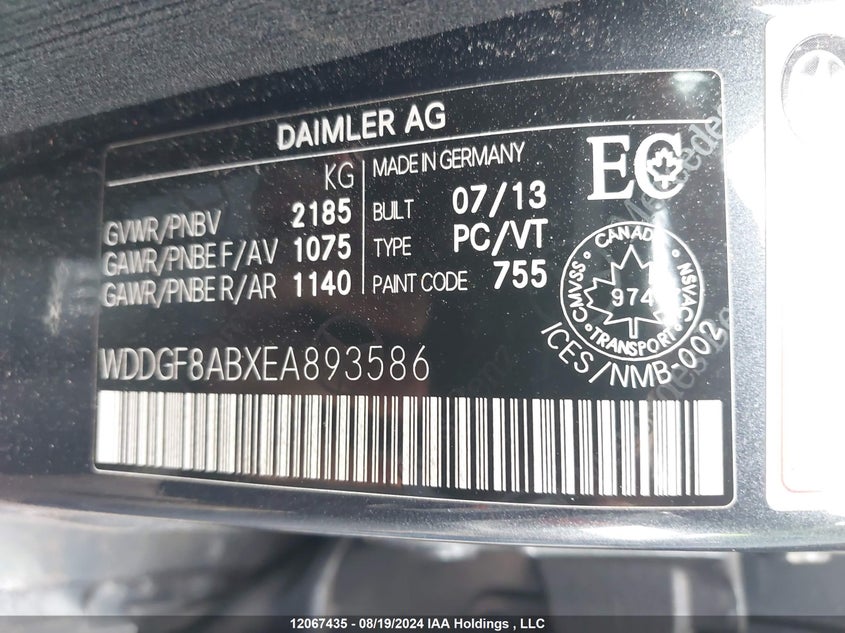 DAIMLER AG
KG
GVWR/PNBV 2185
GAWR/PNBE F/AV 1075
GAWR/PNBE R/AR 1140
MADE IN GERMANY
BUILT 07/13
TYPE PC/VT
PAINT CODE 755
EC
CANADA
CMVSS 974 NSVAC
TRANSPORT
ICES/NMB-002
WDDGF8ABXEA893586
12067435 - 08/19/2024 IAA Holdings , LLC